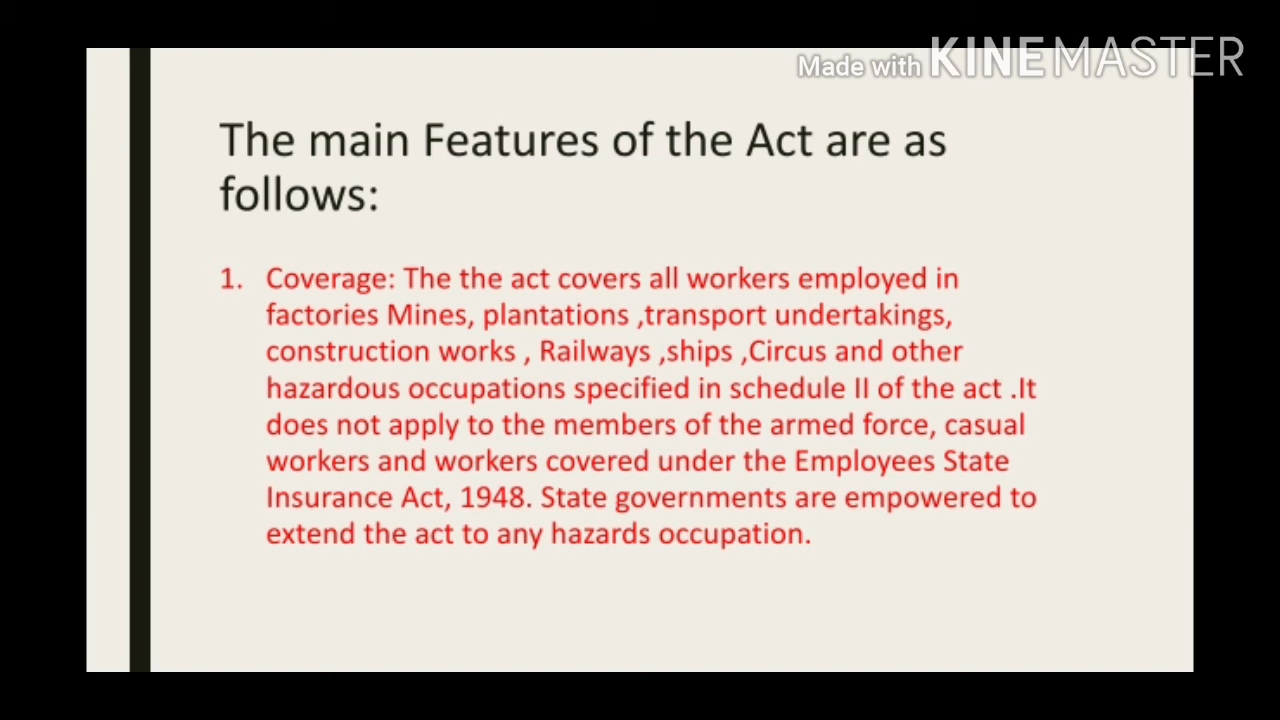 Made with KINEMASTER
The main Features of the Act are as
follows:
1. Coverage: The the act covers all workers employed in
factories Mines, plantations ,transport undertakings,
construction works , Railways ,ships ,Circus and other
hazardous occupations specified in schedule II of the act .It
does not apply to the members of the armed force, casual
workers and workers covered under the Employees State
Insurance Act, 1948. State governments are empowered to
extend the act to any hazards occupation.